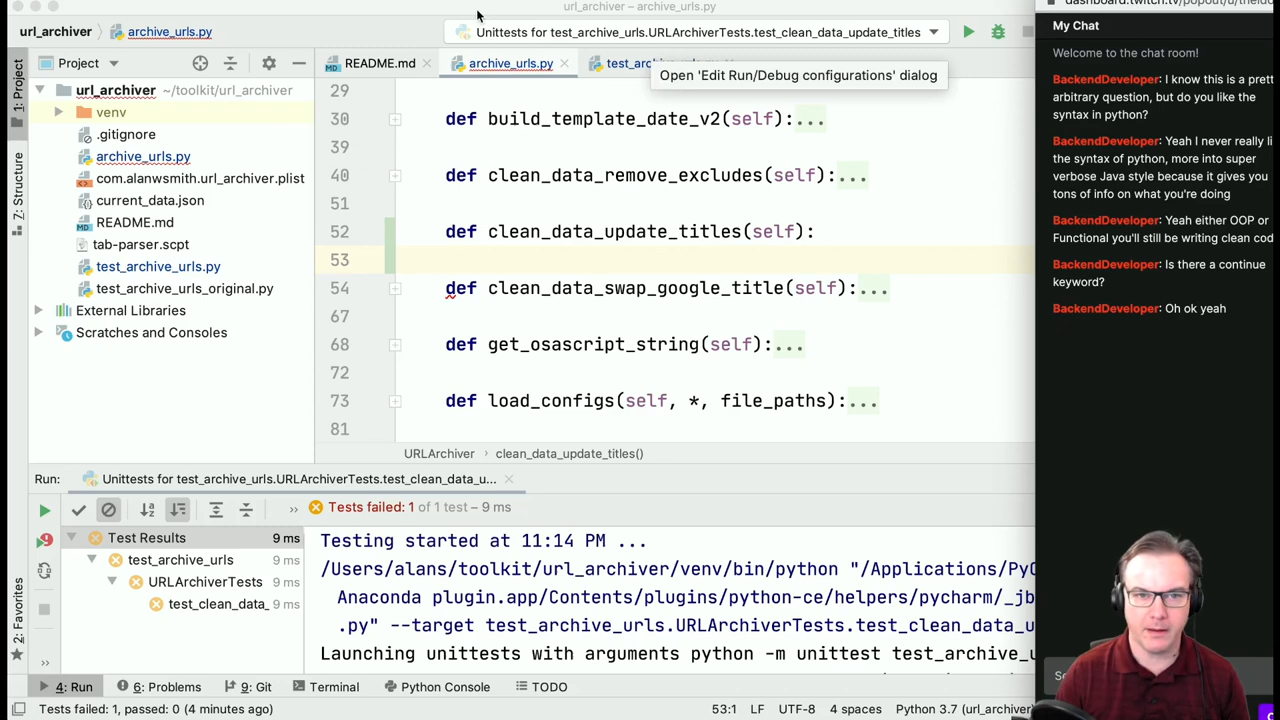 url_archiver – archive_urls.py
url_archiver
archive_urls.py
Unittests for test_archive_urls.URLArchiverTests.test_clean_data_update_titles
Project
README.md
archive_urls.py
Open 'Edit Run/Debug configurations' dialog
1: Project
7: Structure
2: Favorites
url_archiver ~/toolkit/url_archiver
venv
.gitignore
archive_urls.py
com.alanwsmith.url_archiver.plist
current_data.json
README.md
tab-parser.scpt
test_archive_urls.py
test_archive_urls_original.py
External Libraries
Scratches and Consoles
29
30 def build_template_date_v2(self):...
39
40 def clean_data_remove_excludes(self):...
51
52 def clean_data_update_titles(self):
53
54 def clean_data_swap_google_title(self):...
67
68 def get_osascript_string(self):...
72
73 def load_configs(self, *, file_paths):...
81
URLArchiver › clean_data_update_titles()
Run: Unittests for test_archive_urls.URLArchiverTests.test_clean_data_u...
Tests failed: 1 of 1 test – 9 ms
Test Results 9 ms
test_archive_urls 9 ms
URLArchiverTests 9 ms
test_clean_data_ 9 ms
Testing started at 11:14 PM ...
/Users/alans/toolkit/url_archiver/venv/bin/python "/Applications/PyC
Anaconda plugin.app/Contents/plugins/python-ce/helpers/pycharm/_jb
.py" --target test_archive_urls.URLArchiverTests.test_clean_data_u
Launching unittests with arguments python -m unittest test_archive_u
4: Run
6: Problems
9: Git
Terminal
Python Console
TODO
Tests failed: 1, passed: 0 (4 minutes ago)
53:1 LF UTF-8 4 spaces Python 3.7 (url_archiver)
My Chat
Welcome to the chat room!
BackendDeveloper: I know this is a prett
arbitrary question, but do you like the
syntax in python?
BackendDeveloper: Yeah I never really li
the syntax of python, more into super
verbose Java style because it gives you
tons of info on what you're doing
BackendDeveloper: Yeah either OOP or
Functional you'll still be writing clean cod
BackendDeveloper: Is there a continue
keyword?
BackendDeveloper: Oh ok yeah